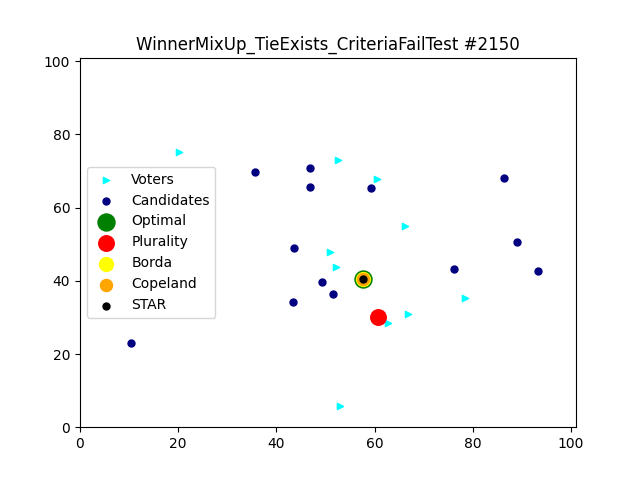 WinnerMixUp_TieExists_CriteriaFailTest #2150
100
80
60
40
20
0
Voters
Candidates
Optimal
Plurality
Borda
Copeland
STAR
0 20 40 60 80 100